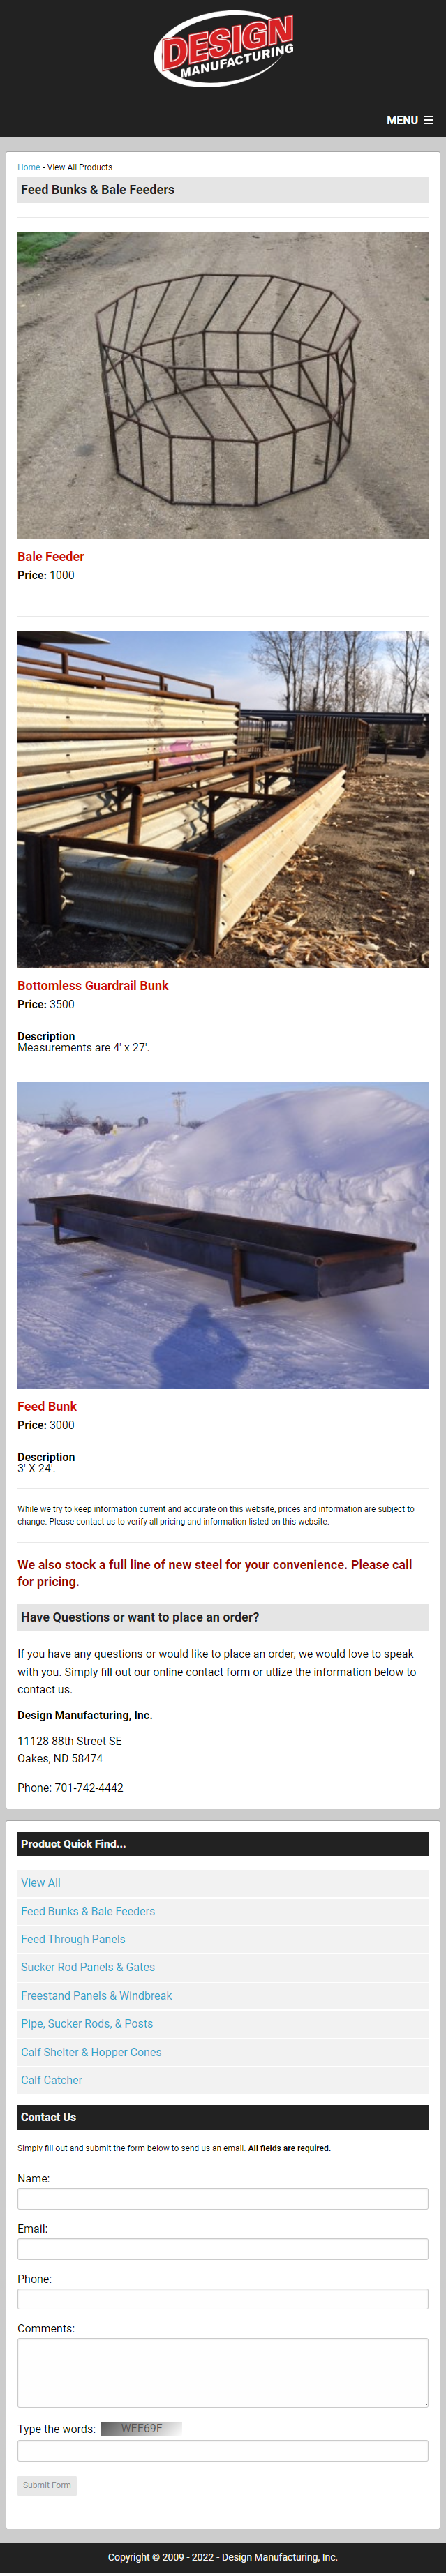 DESIGN
MANUFACTURING
MENU
Home - View All Products
Feed Bunks & Bale Feeders
Bale Feeder
Price: 1000
Bottomless Guardrail Bunk
Price: 3500
Description
Measurements are 4' x 27'.
Feed Bunk
Price: 3000
Description
3' X 24'.
While we try to keep information current and accurate on this website, prices and information are subject to
change. Please contact us to verify all pricing and information listed on this website.
We also stock a full line of new steel for your convenience. Please call
for pricing.
Have Questions or want to place an order?
If you have any questions or would like to place an order, we would love to speak
with you. Simply fill out our online contact form or utlize the information below to
contact us.
Design Manufacturing, Inc.
11128 88th Street SE
Oakes, ND 58474
Phone: 701-742-4442
Product Quick Find...
View All
Feed Bunks & Bale Feeders
Feed Through Panels
Sucker Rod Panels & Gates
Freestand Panels & Windbreak
Pipe, Sucker Rods, & Posts
Calf Shelter & Hopper Cones
Calf Catcher
Contact Us
Simply fill out and submit the form below to send us an email. All fields are required.
Name:
Email:
Phone:
Comments:
Type the words: WEE69F
Submit Form
Copyright © 2009 - 2022 - Design Manufacturing, Inc.